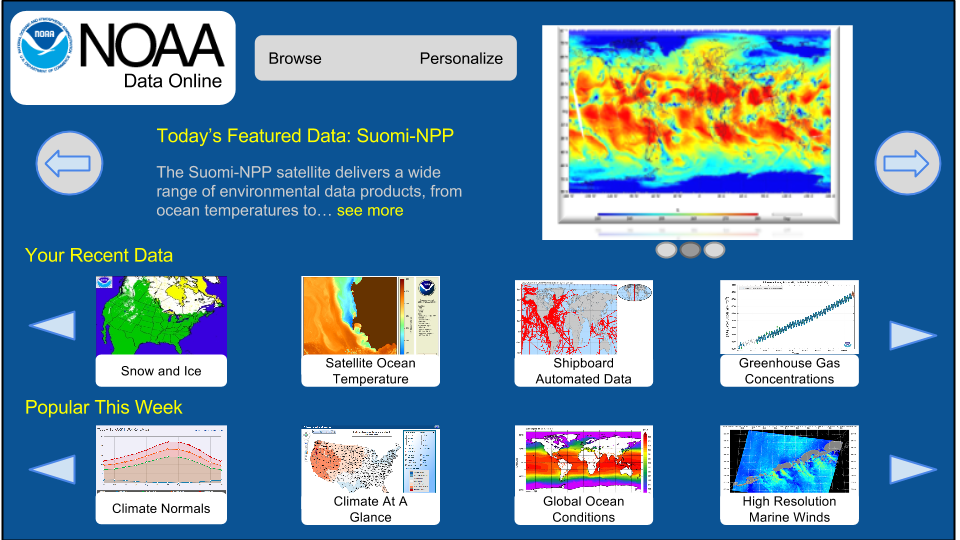 NOAA
NOAA
Data Online
Browse
Personalize
Today's Featured Data: Suomi-NPP
The Suomi-NPP satellite delivers a wide
range of environmental data products, from
ocean temperatures to… see more
Your Recent Data
Snow and Ice
Satellite Ocean
Temperature
Shipboard
Automated Data
Greenhouse Gas
Concentrations
Popular This Week
Climate Normals
Climate At A
Glance
Global Ocean
Conditions
High Resolution
Marine Winds